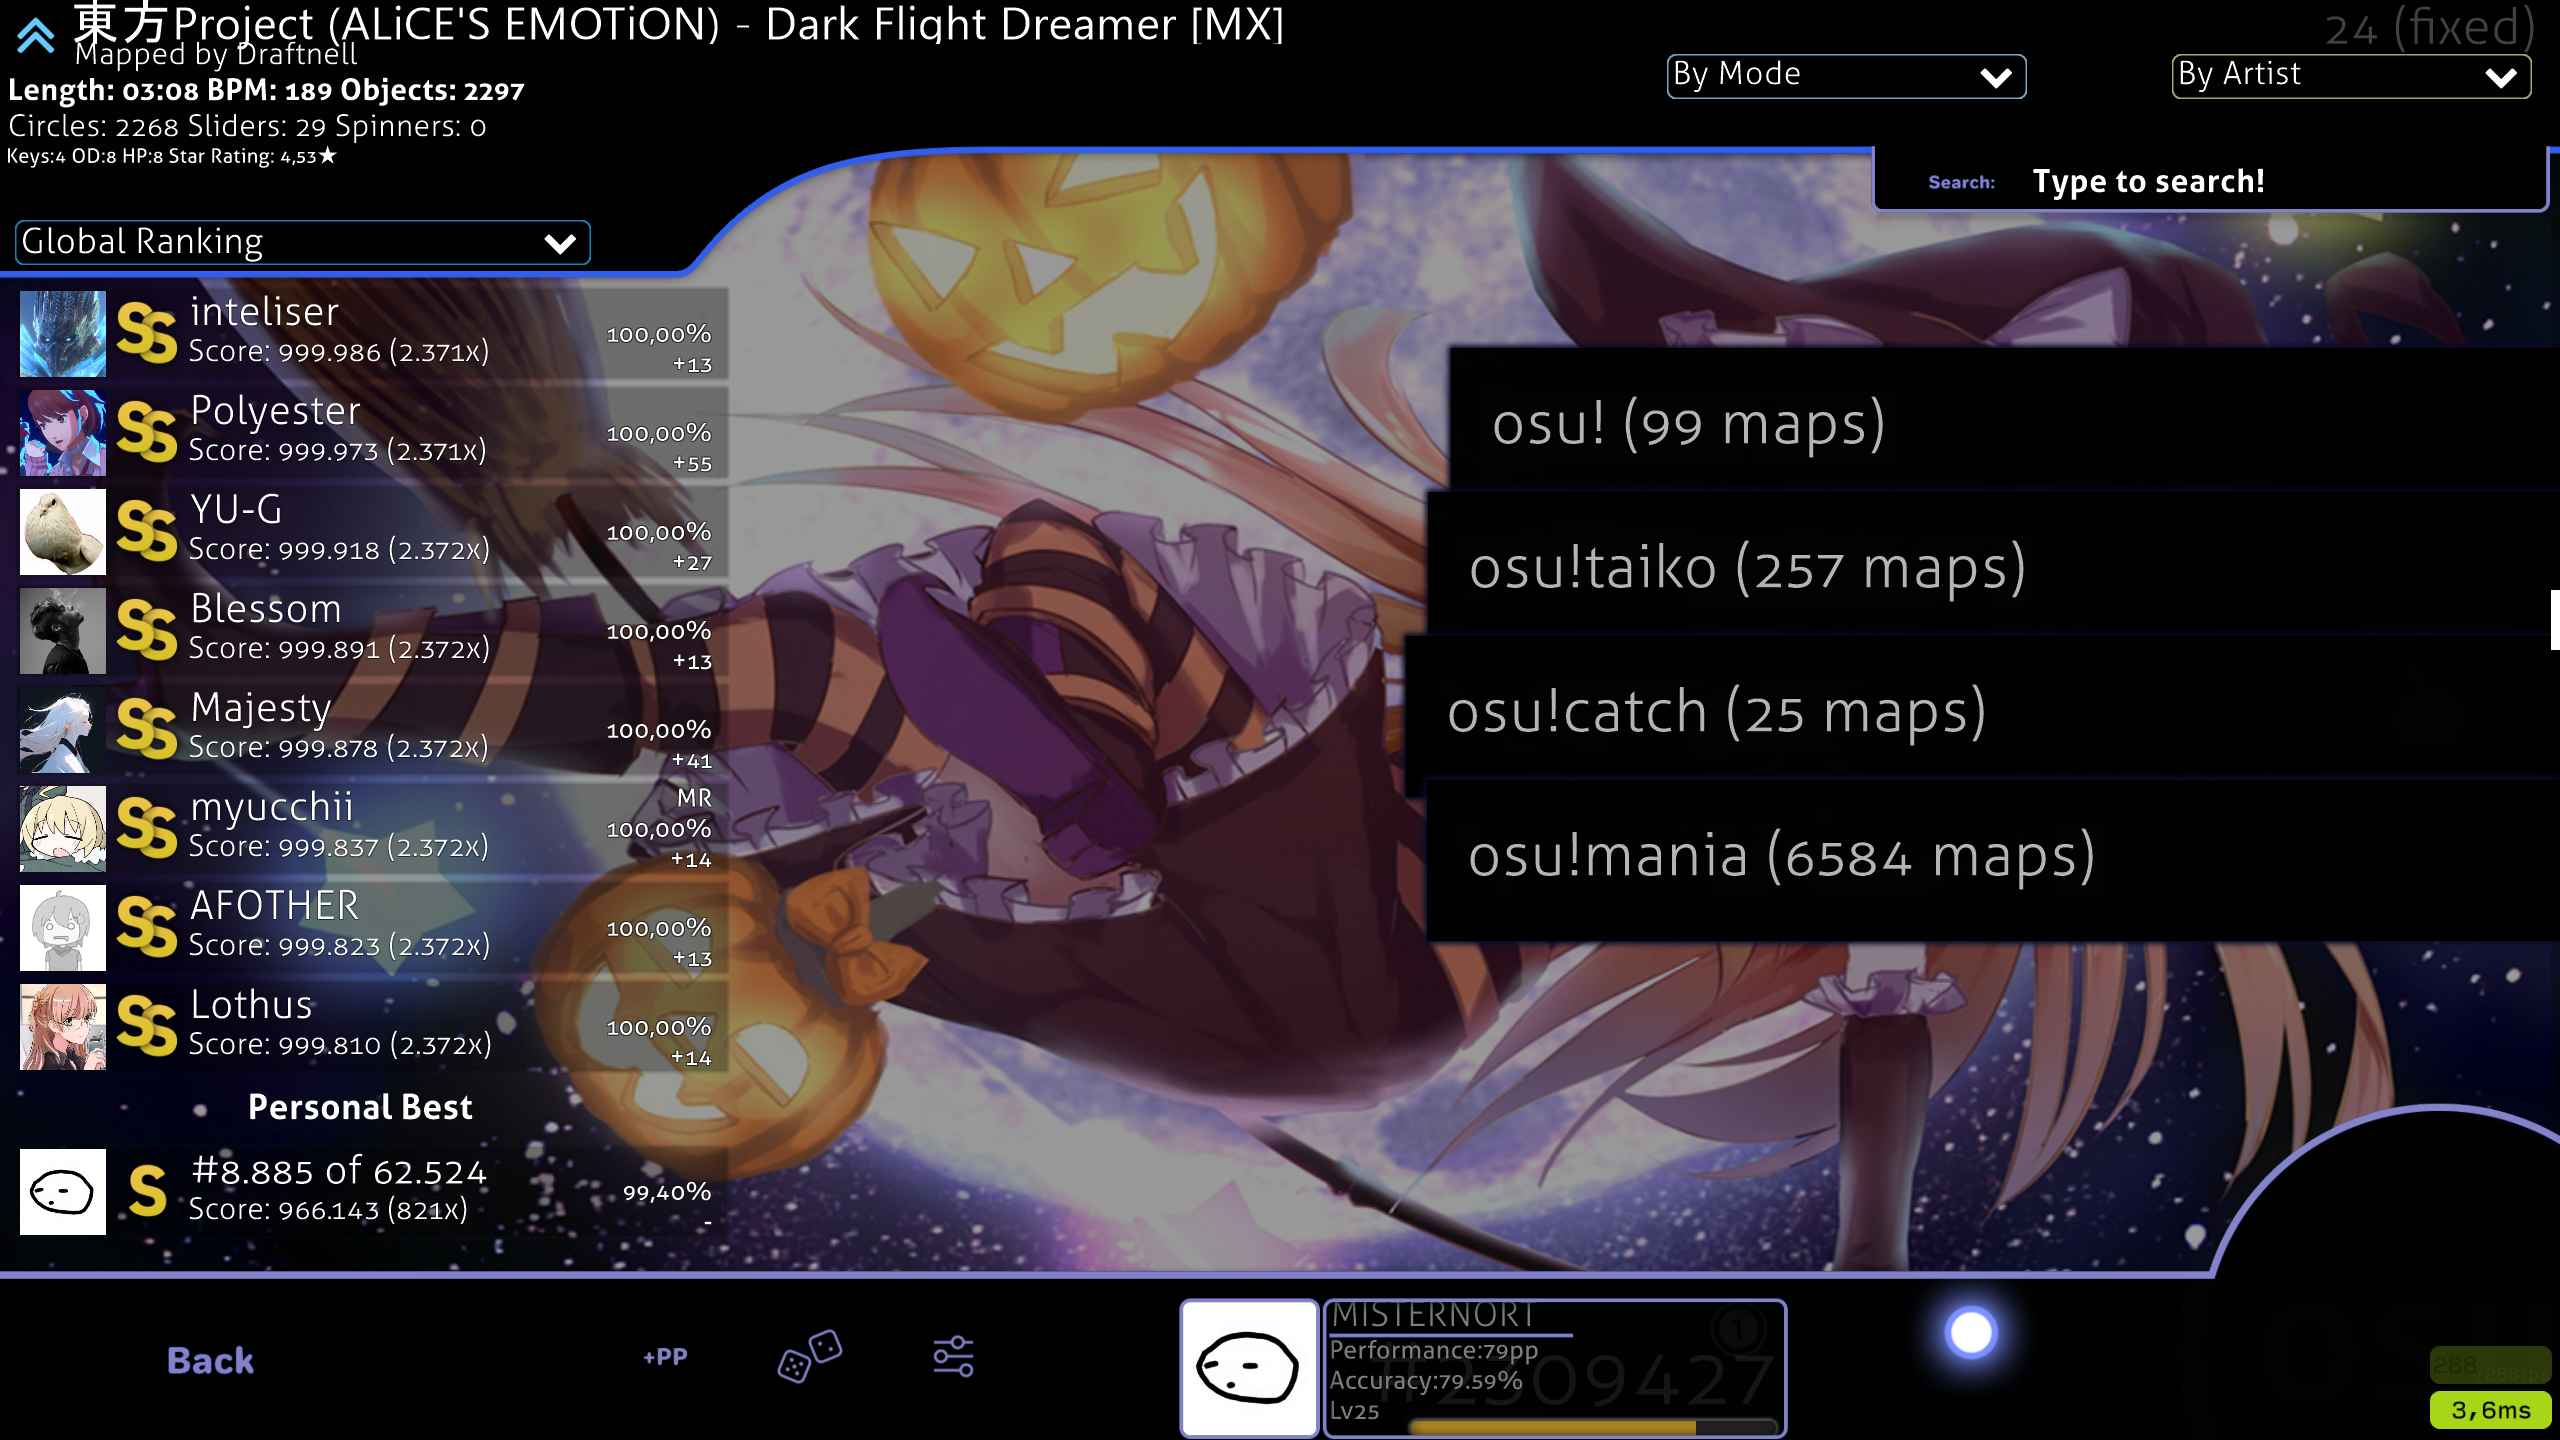 東方Project (ALiCE'S EMOTiON) - Dark Flight Dreamer [MX]
Mapped by Draftnell
Length: 03:08 BPM: 189 Objects: 2297
Circles: 2268 Sliders: 29 Spinners: 0
Keys:4 OD:8 HP:8 Star Rating: 4,53★
24 (fixed)
By Mode
By Artist
Search: Type to search!
Global Ranking
inteliser
Score: 999.986 (2.371x)
100,00%
+13
Polyester
Score: 999.973 (2.371x)
100,00%
+55
YU-G
Score: 999.918 (2.372x)
100,00%
+27
Blessom
Score: 999.891 (2.372x)
100,00%
+13
Majesty
Score: 999.878 (2.372x)
100,00%
+41
myucchii
Score: 999.837 (2.372x)
MR
100,00%
+14
AFOTHER
Score: 999.823 (2.372x)
100,00%
+13
Lothus
Score: 999.810 (2.372x)
100,00%
+14
Personal Best
#8.885 of 62.524
Score: 966.143 (821x)
99,40%
-
osu! (99 maps)
osu!taiko (257 maps)
osu!catch (25 maps)
osu!mania (6584 maps)
Back
+PP
MISTERNORT
Performance:79pp
Accuracy:79.59%
Lv25
#2309427
3,6ms